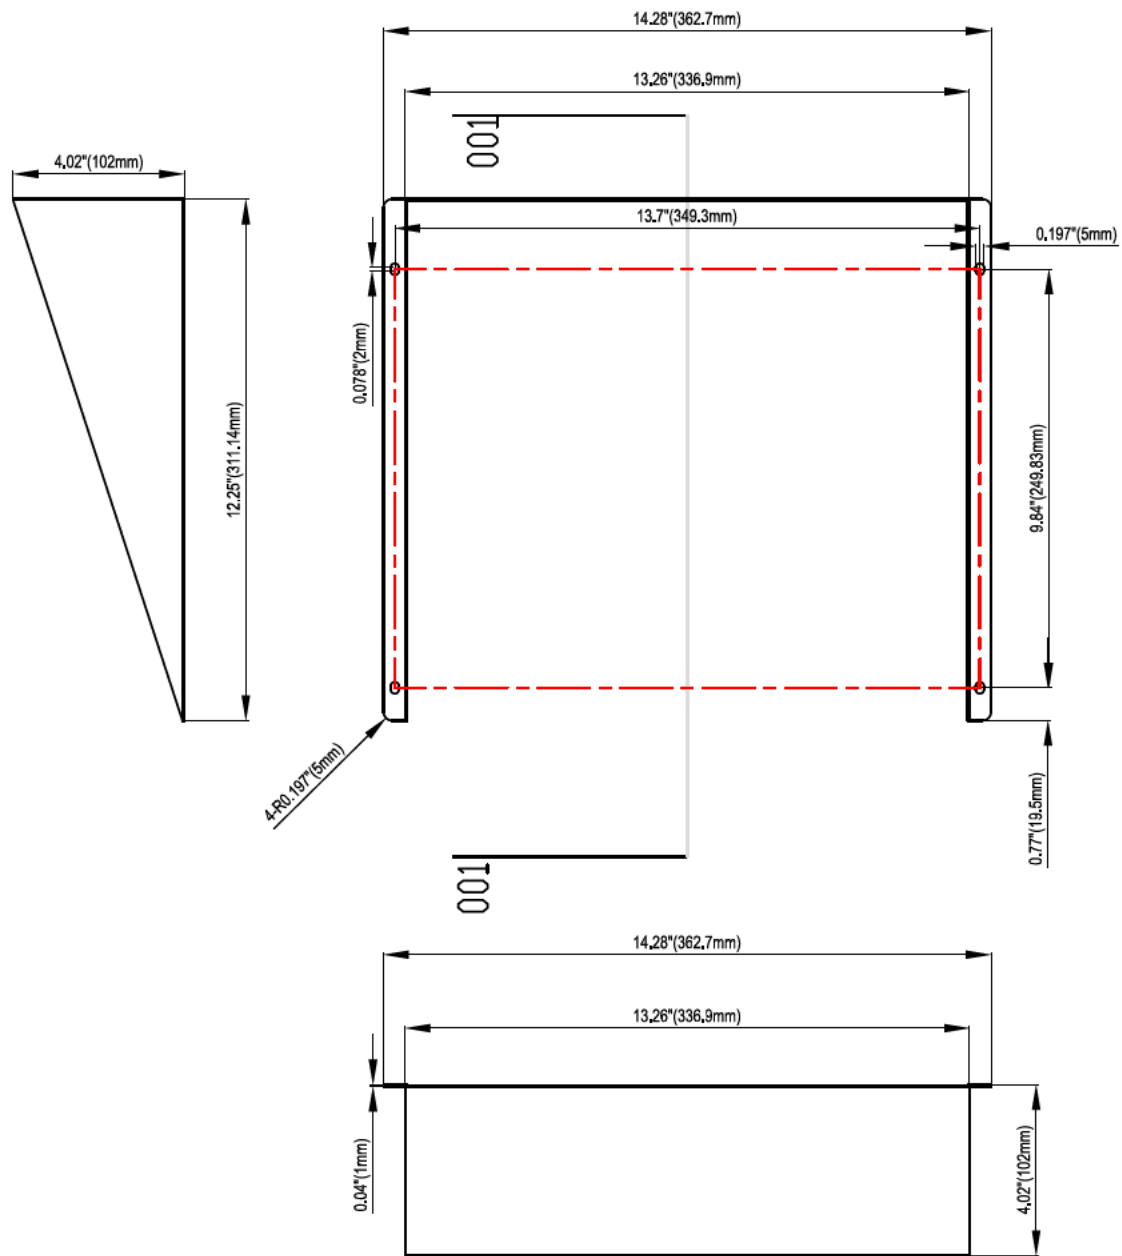 14.28"(362.7mm)
13.26"(336.9mm)
001
4.02"(102mm)
13.7"(349.3mm)
0.197"(5mm)
0.078"(2mm)
12.25"(311.14mm)
9.84"(249.83mm)
4-R0.197"(5mm)
0.77"(19.5mm)
001
14.28"(362.7mm)
13.26"(336.9mm)
0.04"(1mm)
4.02"(102mm)